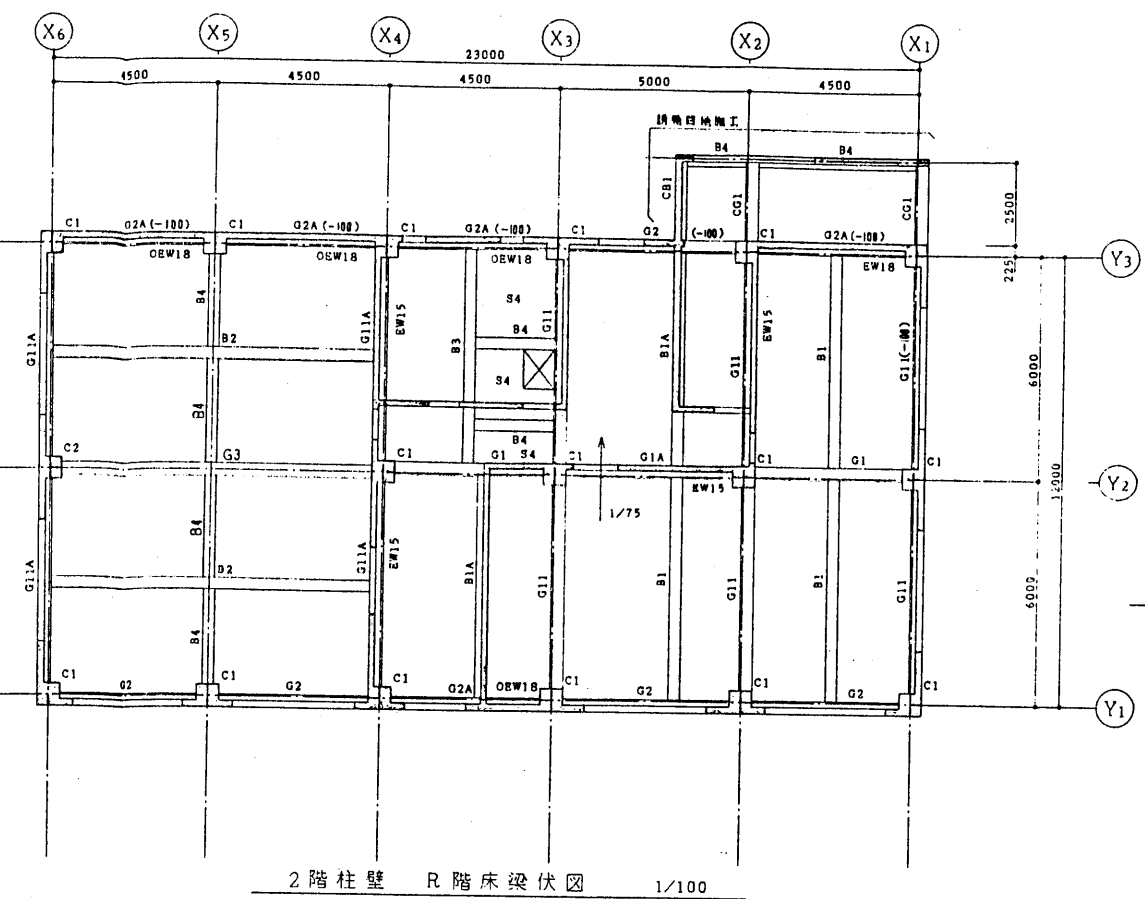 X6 X5 X4 X3 X2 X1
23000
4500 4500 4500 5000 4500
B4 B4
CB1 CG1 CG1
2500
C1 G2A(-100) C1 G2A(-100) G2A(-100) C1 G2 (-100) C1 G2A(-100)
OEW18 OEW18 OEW18 EW18
Y3
225
S4
B4 G11A EW15 G11 EW15
G11A B2 B3 B4 B1A G11 B1 G11(-100)
6000
S4
B4
B4
C2 G3 C1 G1 S4 C1 G1A C1 G1 C1
EW15
Y2
12000
1/75
B4 EW15
G11A B2 G11A B1A G11 B1 G11 B1 G11
6000
B4
C1 G2 C1 G2 C1 G2A OEW18 C1 G2 C1 G2 C1
Y1
2階柱壁 R階床梁伏図 1/100